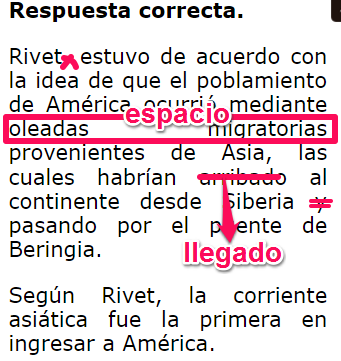 Respuesta correcta.
Rivet, estuvo de acuerdo con
la idea de que el poblamiento
de América ocurrió mediante
espacio
oleadas migratorias
provenientes de Asia, las
cuales habrían arribado al
continente desde Siberia y
pasando por el puente de
Beringia.
llegado
Según Rivet, la corriente
asiática fue la primera en
ingresar a América.